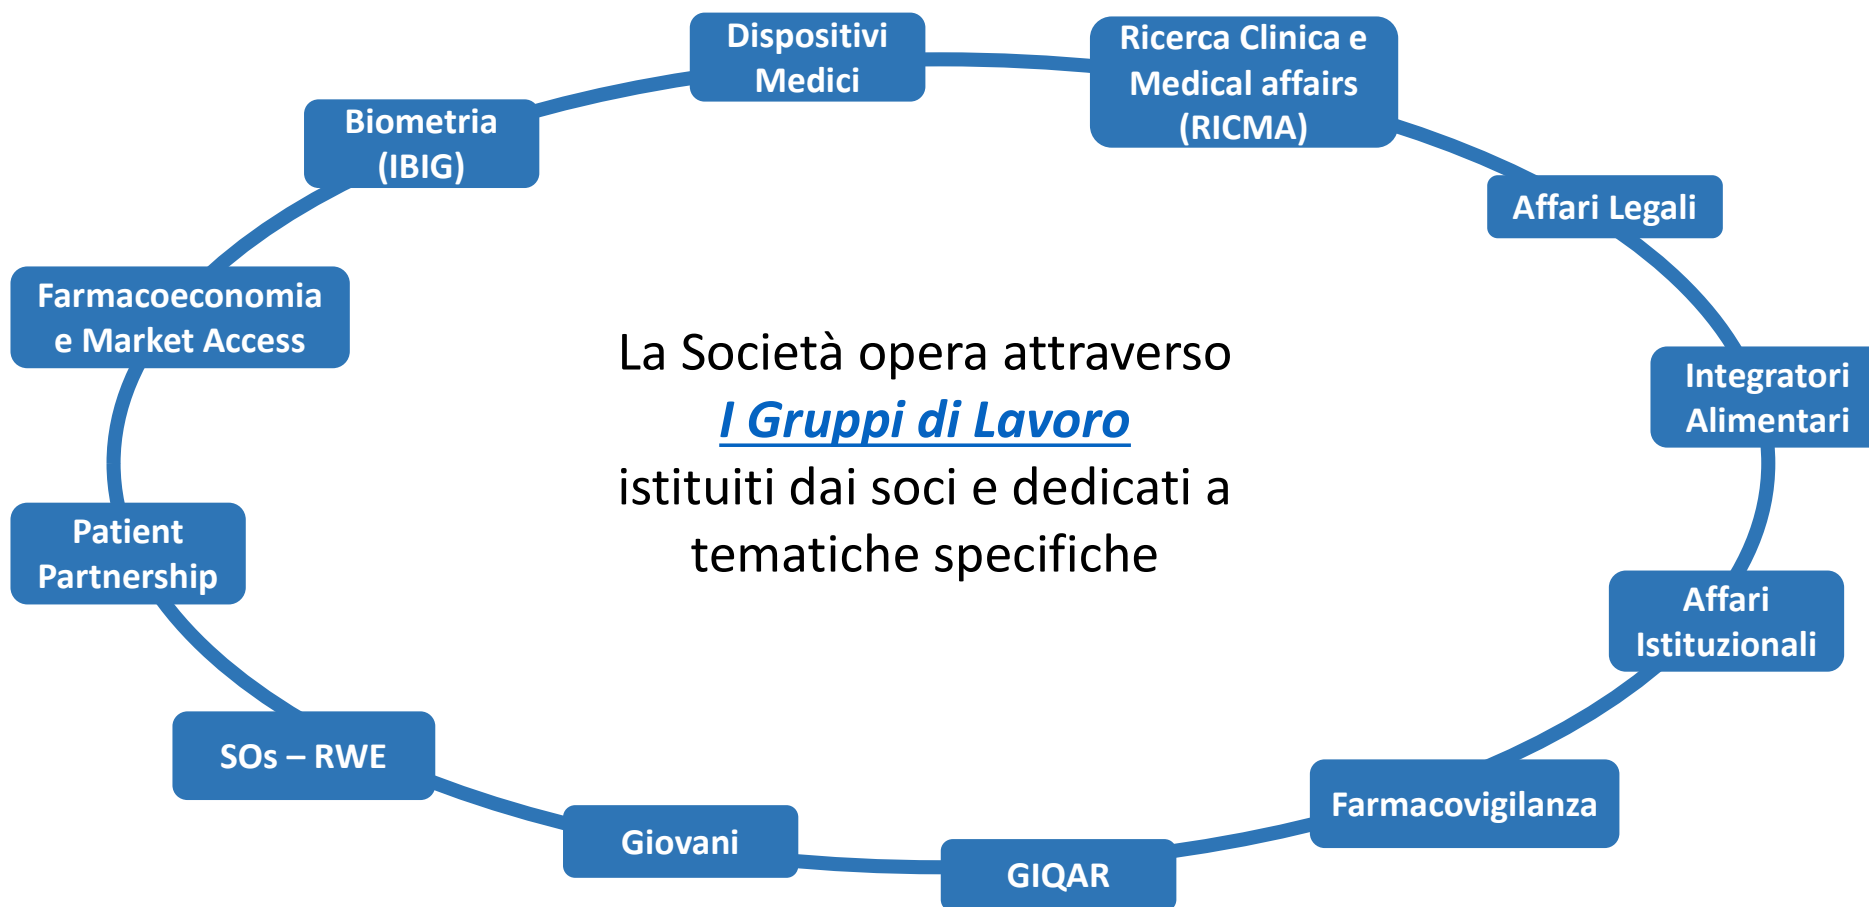 Dispositivi
Medici
Ricerca Clinica e
Medical affairs
(RICMA)
Biometria
(IBIG)
Affari Legali
Farmacoeconomia
e Market Access
La Società opera attraverso
I Gruppi di Lavoro
istituiti dai soci e dedicati a
tematiche specifiche
Integratori
Alimentari
Patient
Partnership
Affari
Istituzionali
SOs – RWE
Farmacovigilanza
Giovani
GIQAR